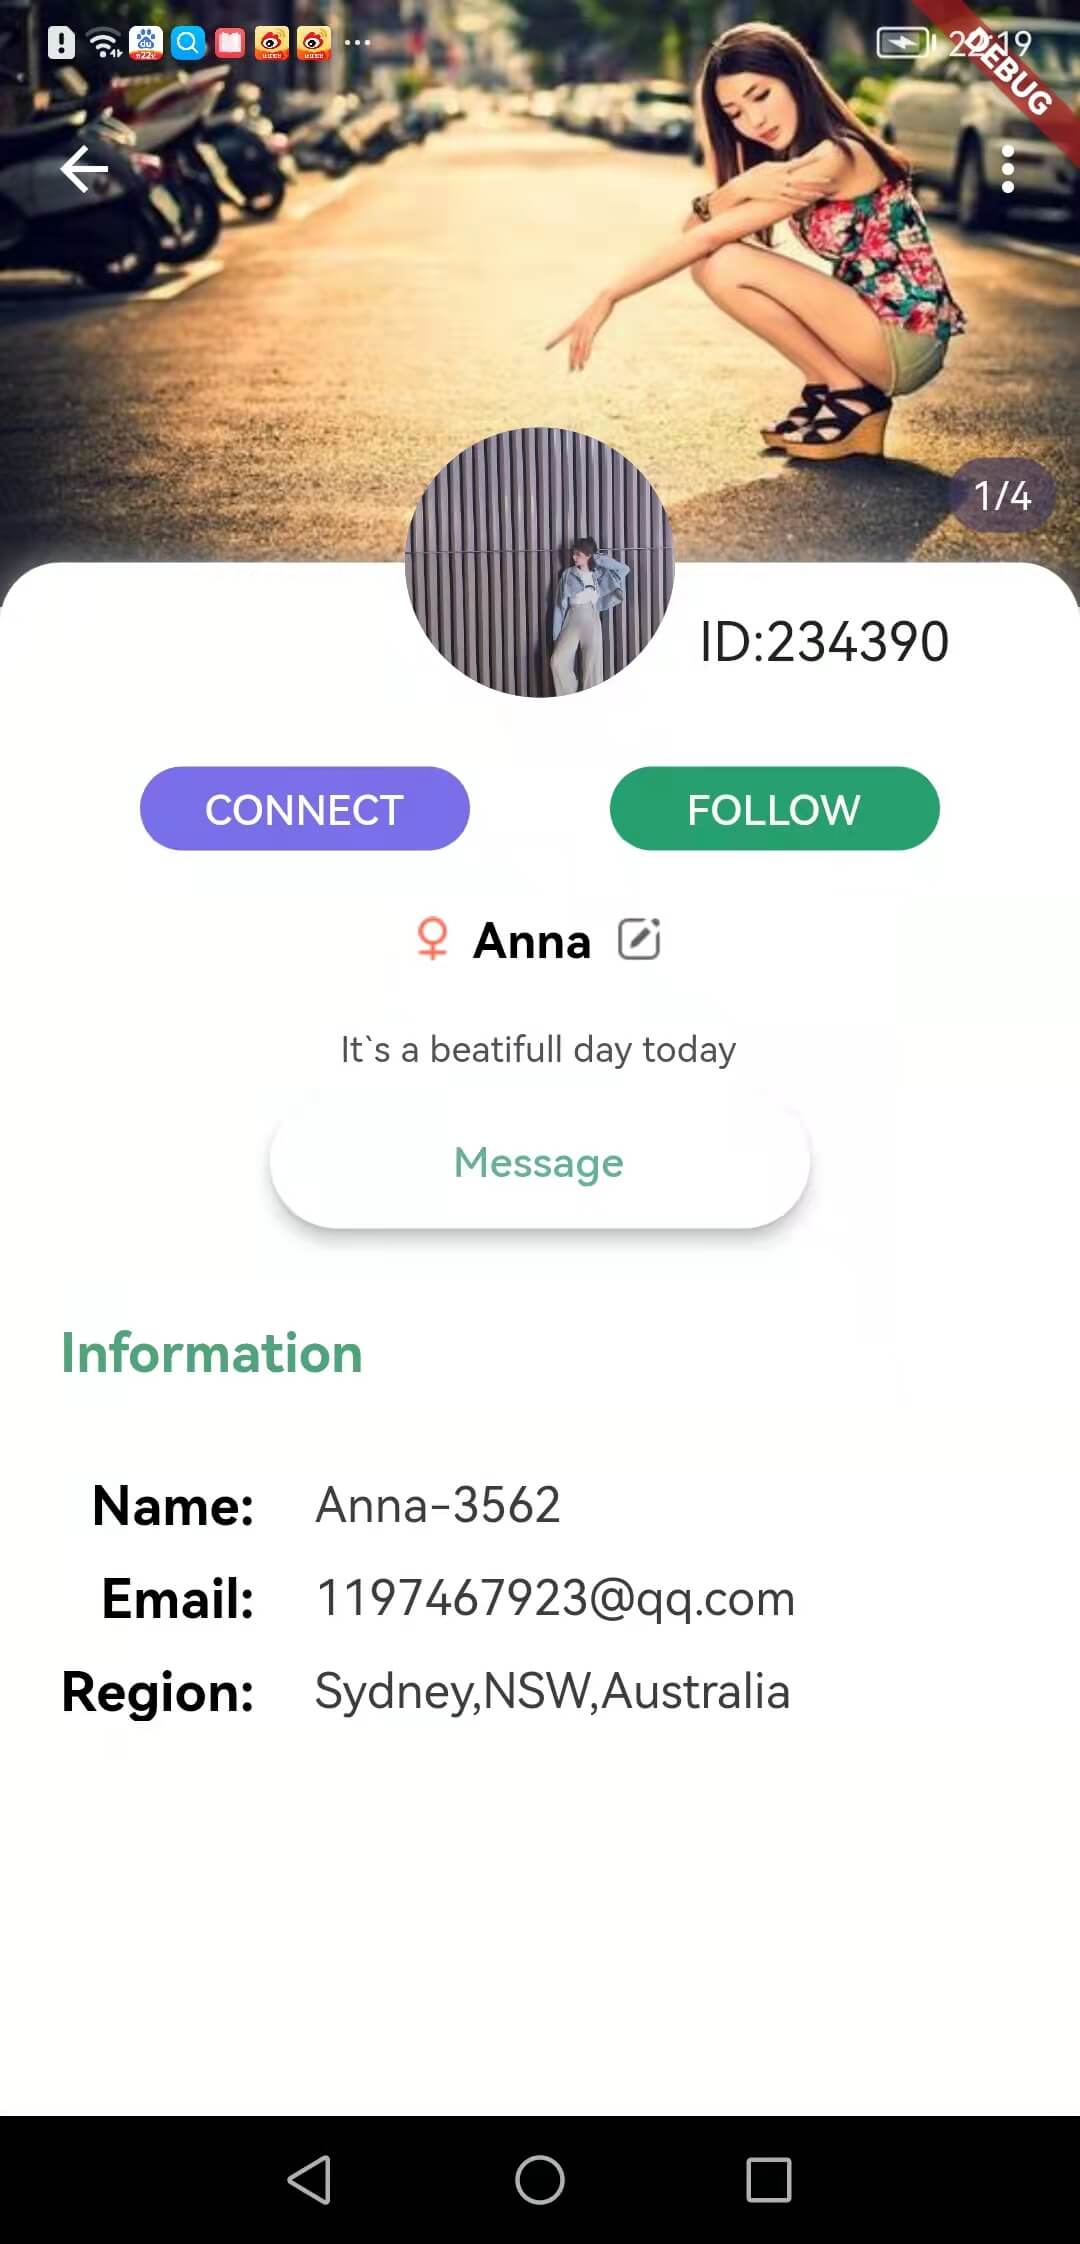 22:19
DEBUG
1/4
ID:234390
CONNECT
FOLLOW
Anna
It`s a beatifull day today
Message
Information
Name: Anna-3562
Email: 1197467923@qq.com
Region: Sydney,NSW,Australia